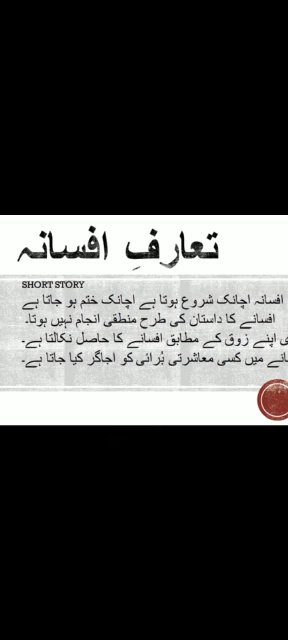 تعارفِ افسانہ
SHORT STORY
افسانہ اچانک شروع ہوتا ہے اچانک ختم ہو جاتا ہے
افسانے کا داستان کی طرح منطقی انجام نہیں ہوتا۔
اپنے زوق کے مطابق افسانے کا حاصل نکالتا ہے۔
میں کسی معاشرتی بُرائی کو اجاگر کیا جاتا ہے۔